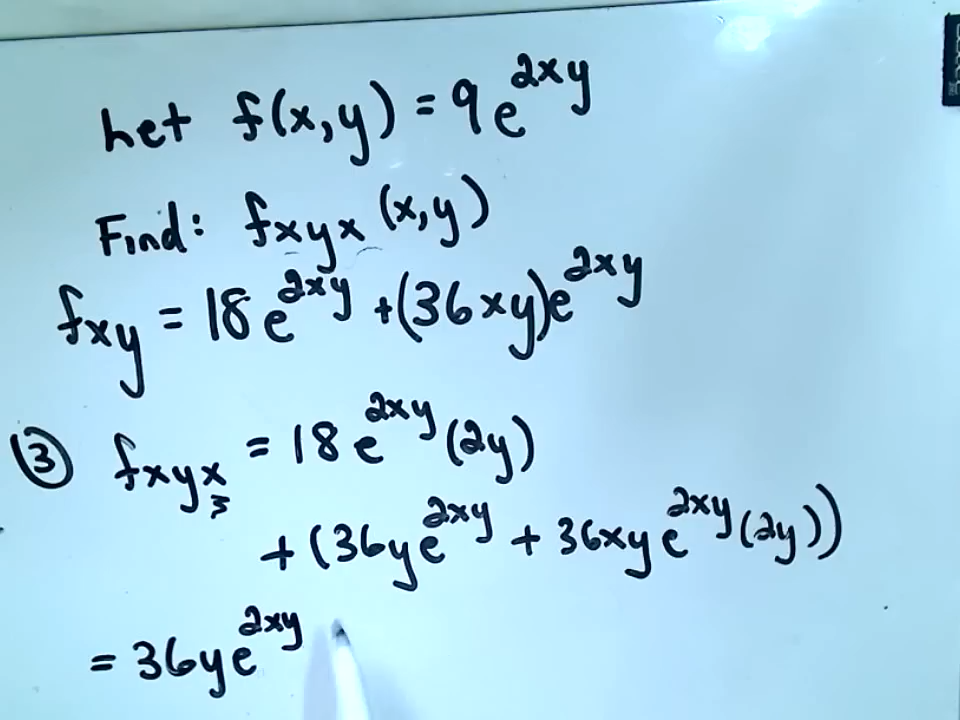 Let f(x,y) = 9e^{2xy}
Find: f_{xyx}(x,y)
f_{xy} = 18e^{2xy} + (36xy)e^{2xy}
③ f_{xyx} = 18e^{2xy}(2y)
+ (36ye^{2xy} + 36xye^{2xy}(2y))
= 36ye^{2xy}